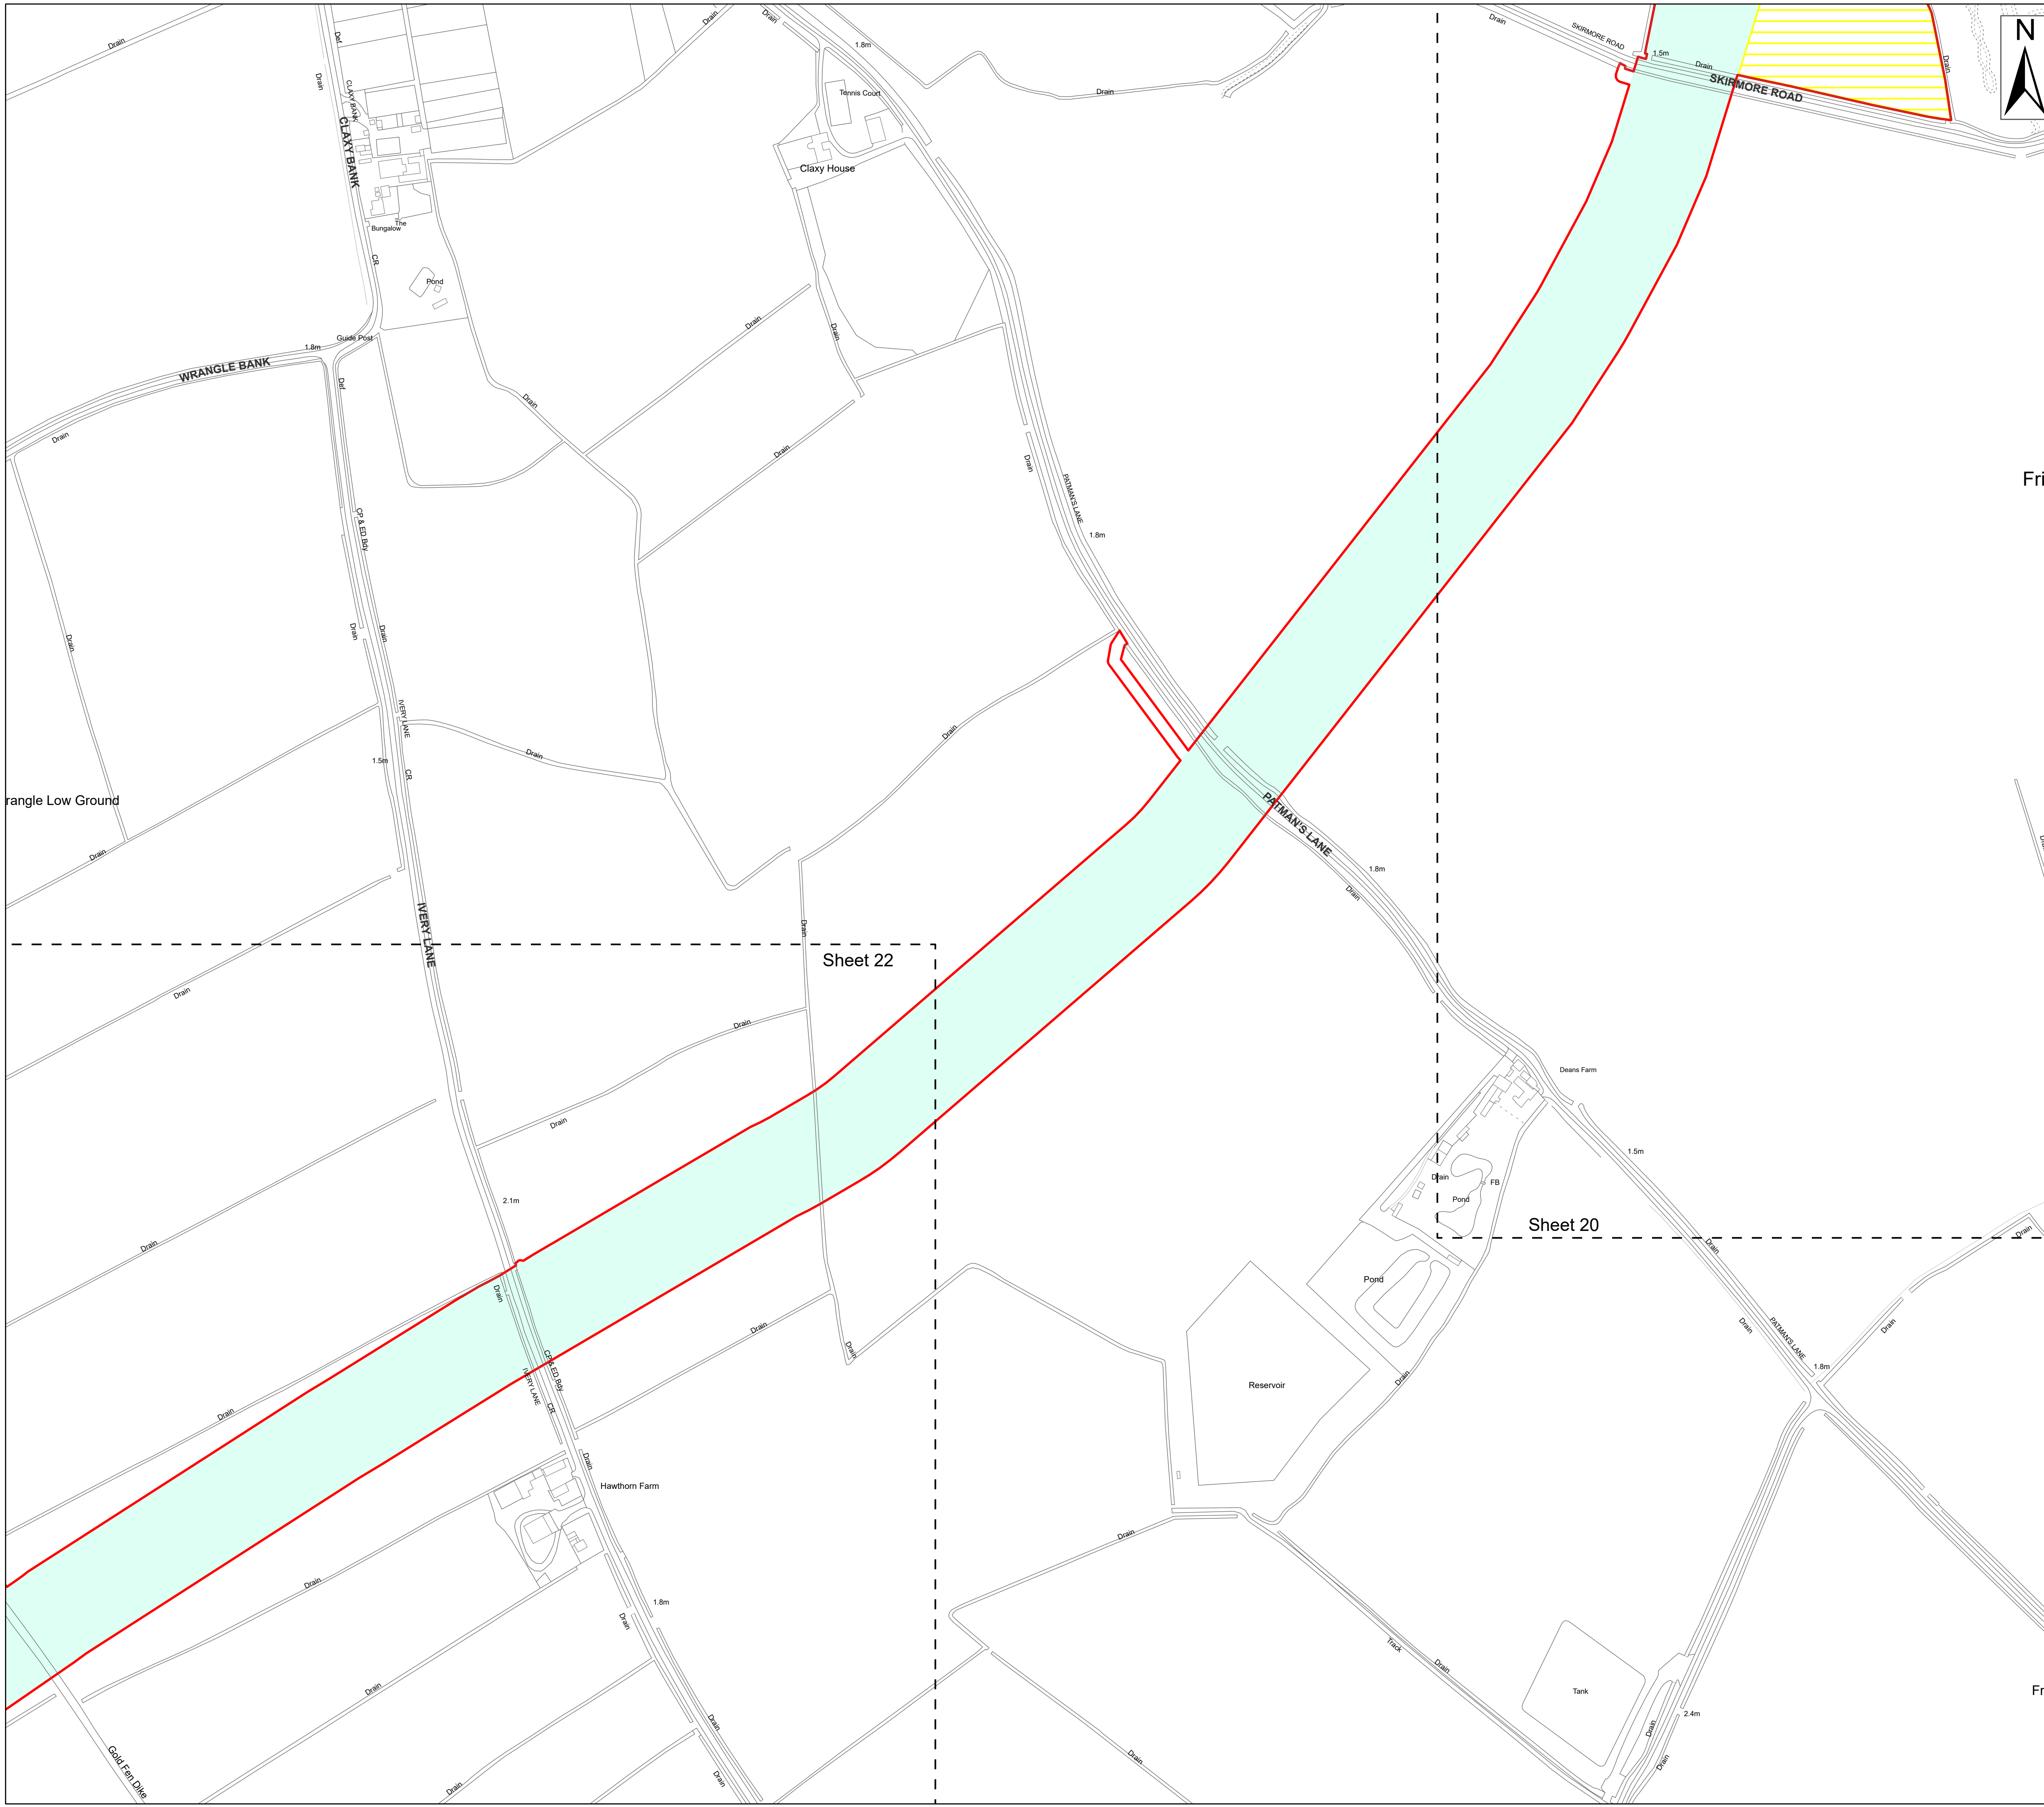 Drain
Def
Drain
1.8m
Drain
SKIRMORE ROAD
N
Drain
Drain
CLAXY BANK
Tennis Court
Drain
1.5m
Drain
SKIRMORE ROAD
Drain
CLAXY BANK
Claxy House
The
Bungalow
CR
Pond
Drain
Drain
Guide Post
1.8m
WRANGLE BANK
Def
Drain
Drain
Drain
Drain
PATMAN'S LANE
Fri
CP & ED Bdy
1.8m
Drain
Drain
Drain
IVERY LANE
Drain
Drain
1.5m
CR
rangle Low Ground
PATMAN'S LANE
Drain
1.8m
Drain
IVERY LANE
Drain
Sheet 22
Drain
Drain
Drain
Deans Farm
1.5m
Drain
FB
Pond
2.1m
Sheet 20
Drain
Drain
Drain
Pond
Drain
Drain
PATMAN'S LANE
Drain
Drain
Drain
CP & ED Bdy
IVERY LANE
CR
1.8m
Reservoir
Drain
Drain
Drain
Hawthorn Farm
Drain
Drain
1.8m
Drain
Track
Drain
Drain
Tank
Fr
2.4m
Drain
Drain
Drain
Gold Fen Dike
Drain
Drain
Drain